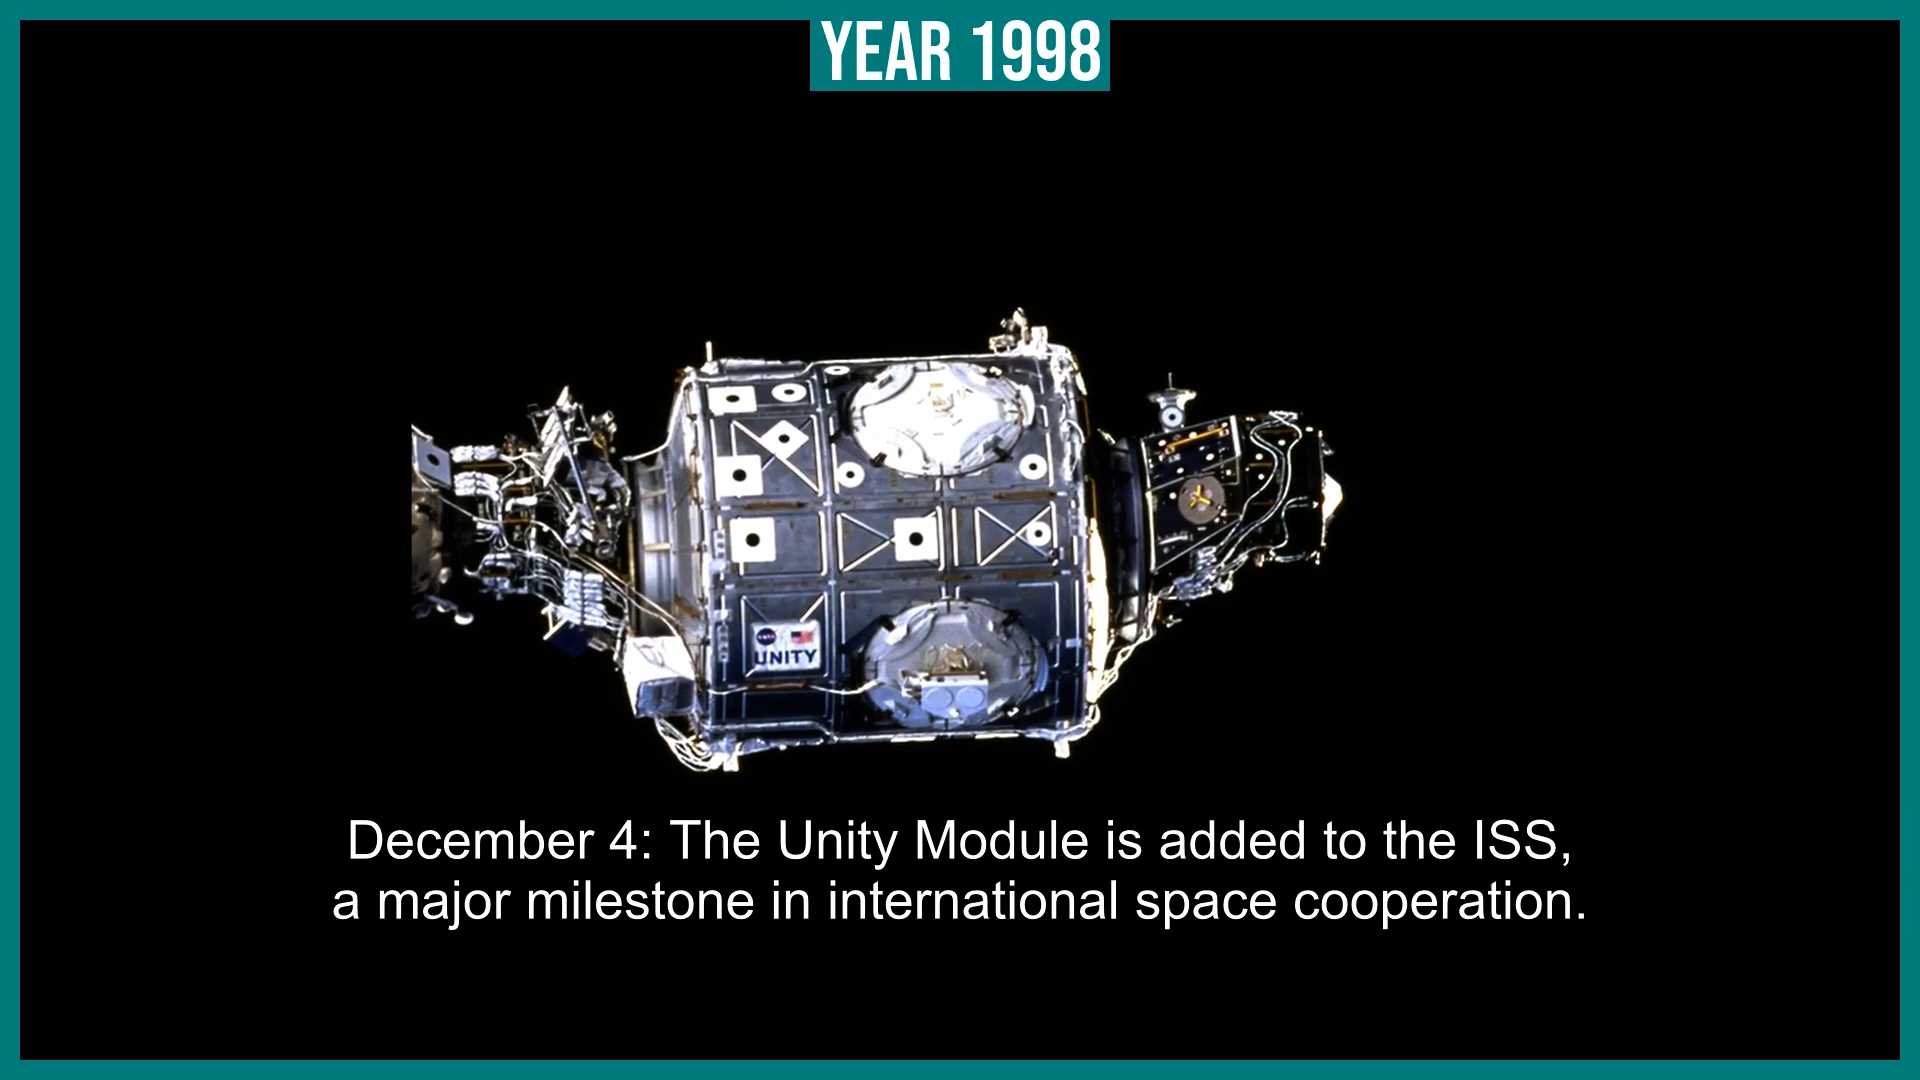 YEAR 1998
NASA
UNITY
December 4: The Unity Module is added to the ISS,
a major milestone in international space cooperation.